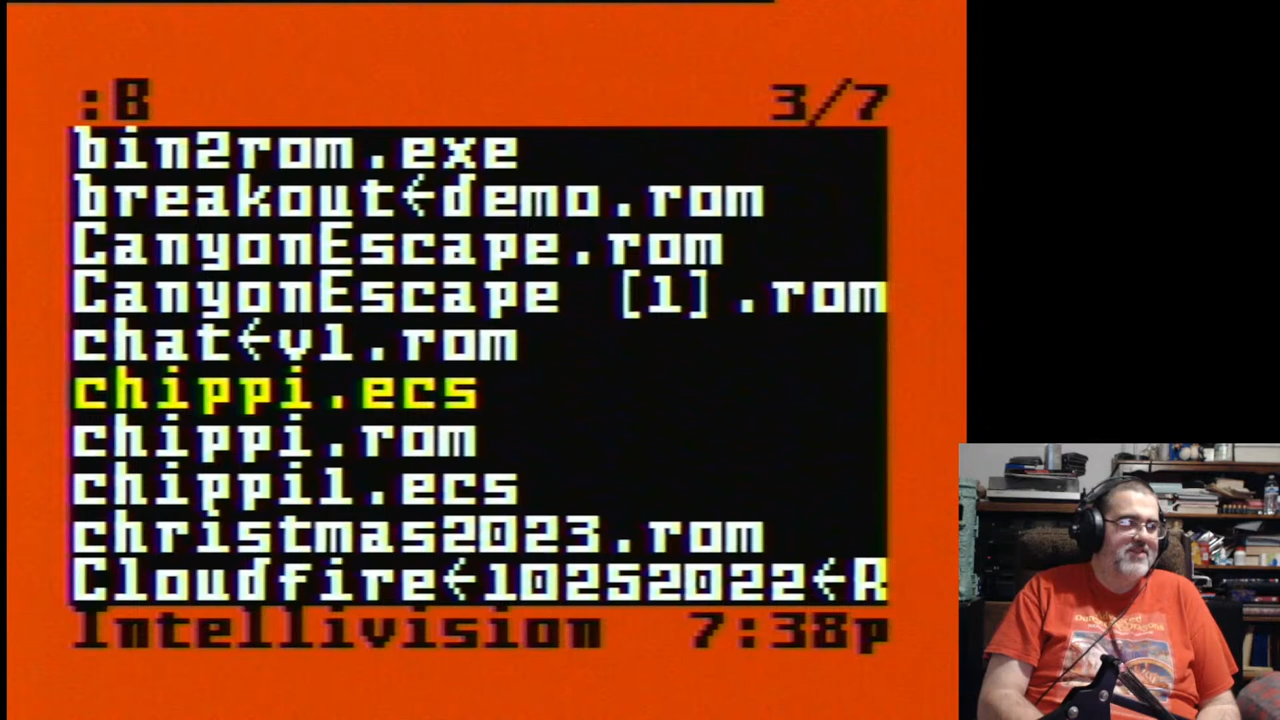 :B 3/7
bin2rom.exe
breakout←demo.rom
CanyonEscape.rom
CanyonEscape [1].rom
chat←v1.rom
chippi.ecs
chippi.rom
chippi1.ecs
christmas2023.rom
Cloudfire←10252022←R
Intellivision 7:38p